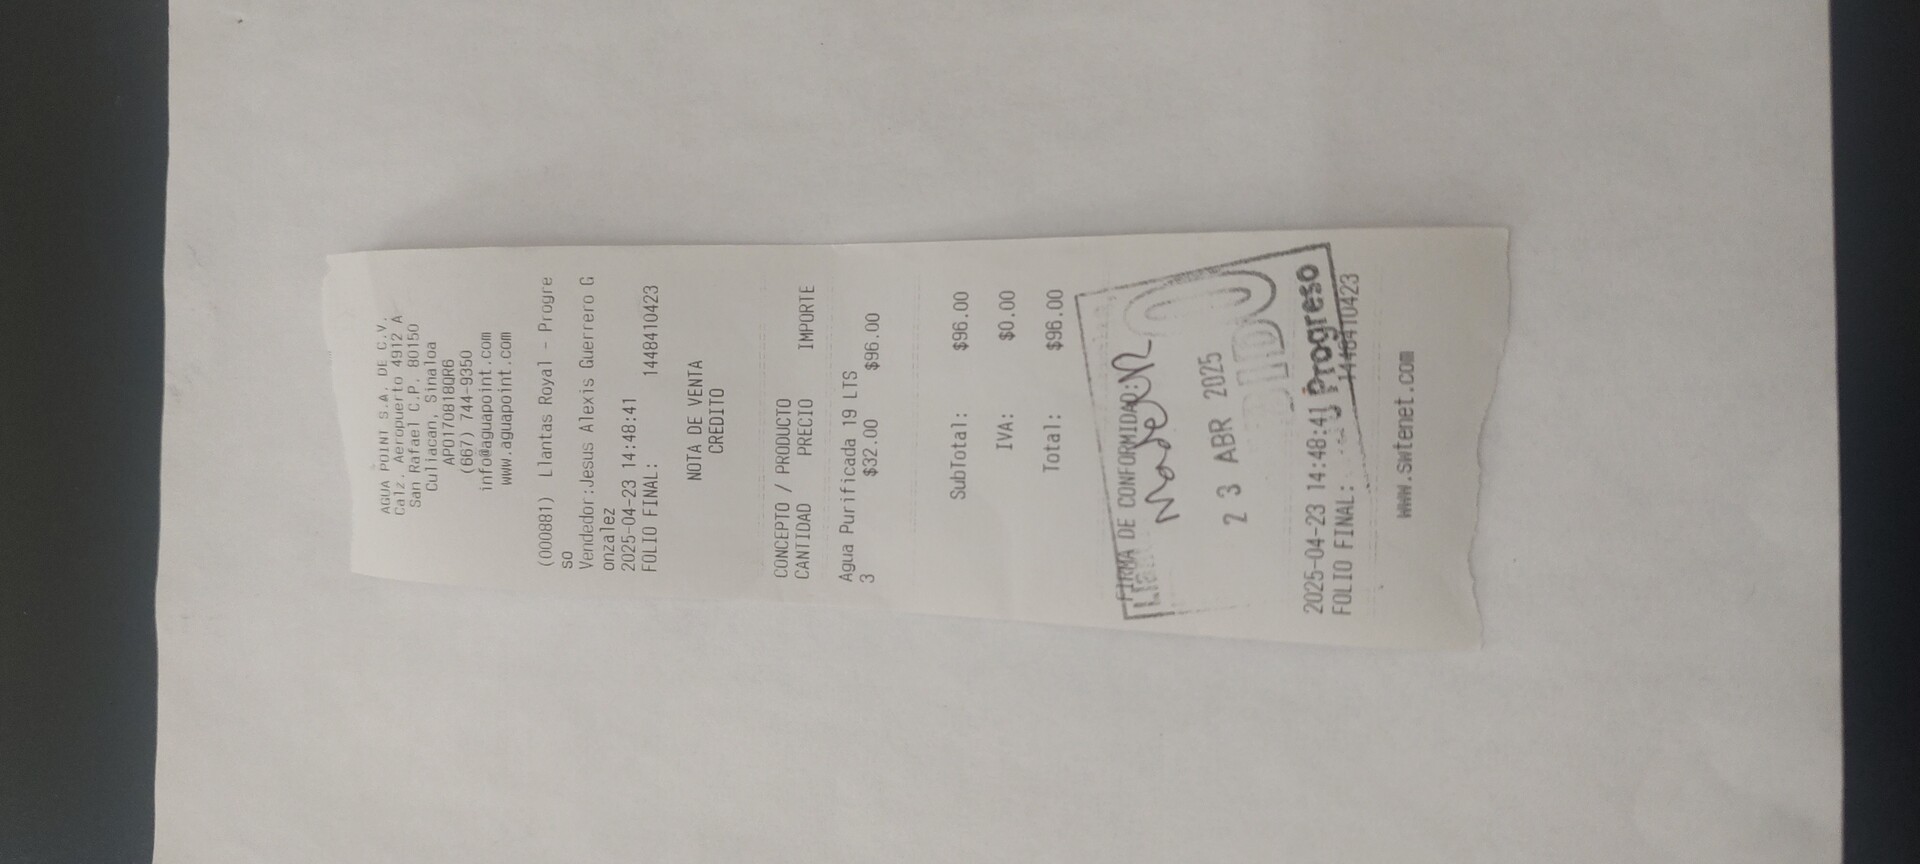 AGUA POINT S.A. DE C.V.
Calz. Aeropuerto 4912 A
San Rafael C.P. 80150
Culiacan, Sinaloa
APO170818QR6
(667) 744-9350
info@aguapoint.com
www.aguapoint.com
(000881) Llantas Royal - Progre
so
Vendedor:Jesus Alexis Guerrero G
onzalez
2025-04-23 14:48:41
FOLIO FINAL: 1448410423
NOTA DE VENTA
CREDITO
CONCEPTO / PRODUCTO
CANTIDAD PRECIO IMPORTE
Agua Purificada 19 LTS
3 $32.00 $96.00
SubTotal: $96.00
IVA: $0.00
Total: $96.00
FIRMA DE CONFORMIDAD:
23 ABR 2025
Progreso
2025-04-23 14:48:41
FOLIO FINAL: 1448410423
www.swtenet.com